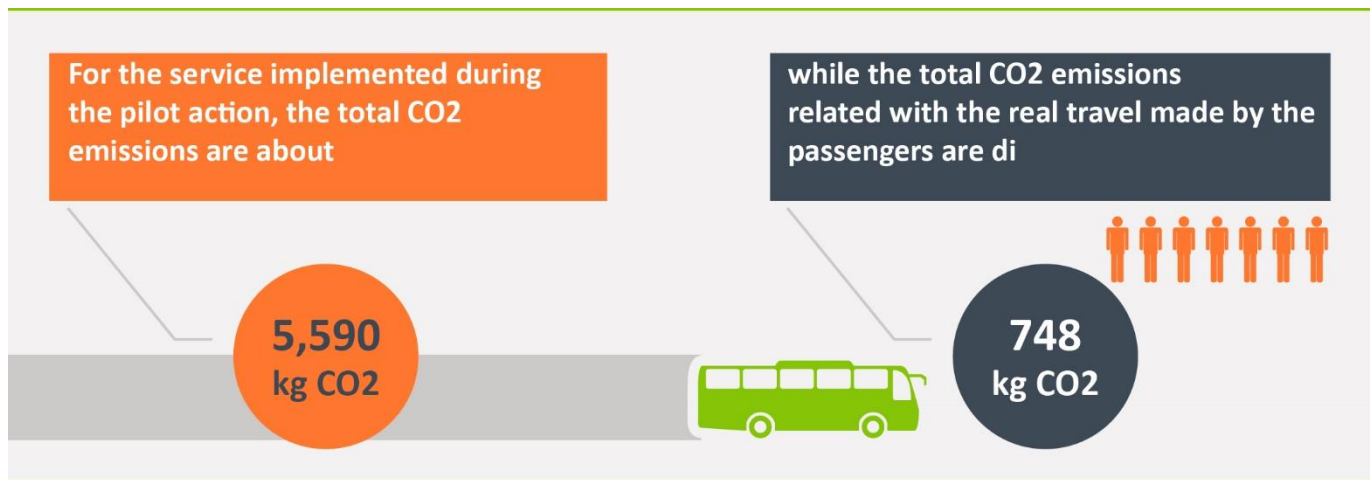 For the service implemented during
the pilot action, the total CO2
emissions are about
while the total CO2 emissions
related with the real travel made by the
passengers are di
5,590
kg CO2
748
kg CO2